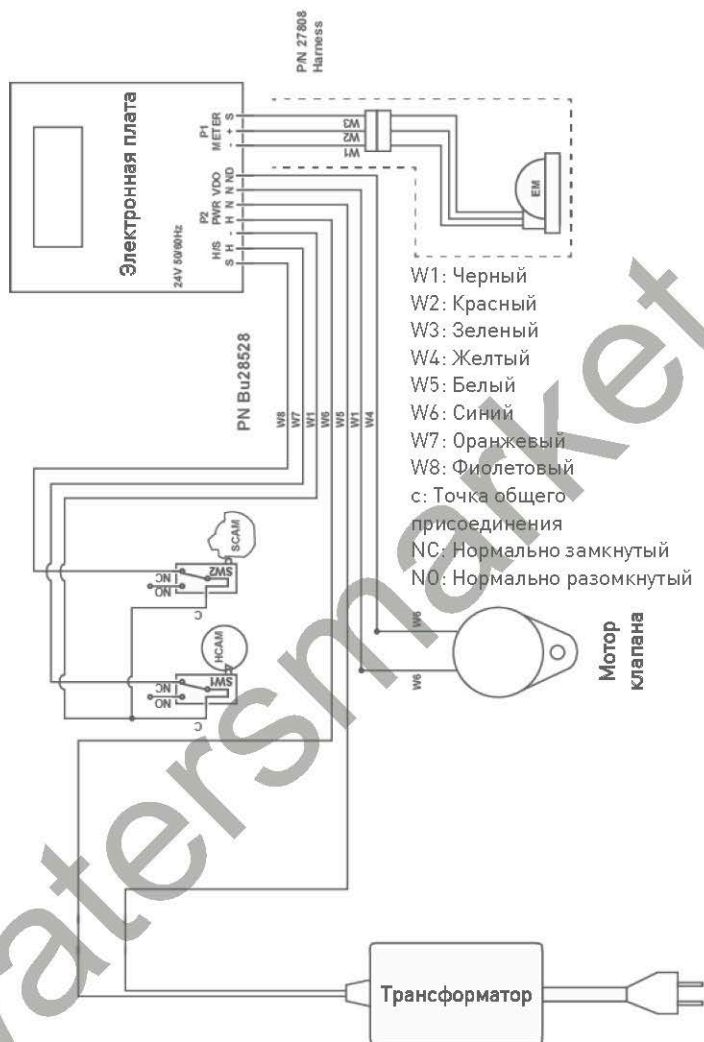 Электронная плата
24V 50/60Hz
P1
METER
- + S
P2
H/S PWR VDO
S H - H N N ND
P/N 27808
Harness
W1
W2
W3
EM
PN Bu28528
W8
W7
W1
W6
W5
W1
W4
SCAM
SW2
NC
NO
C
HCAM
SW1
NC
NO
C
W1: Черный
W2: Красный
W3: Зеленый
W4: Желтый
W5: Белый
W6: Синий
W7: Оранжевый
W8: Фиолетовый
с: Точка общего
присоединения
NC: Нормально замкнутый
NO: Нормально разомкнутый
W6
W6
Мотор
клапана
Трансформатор
watersmarket